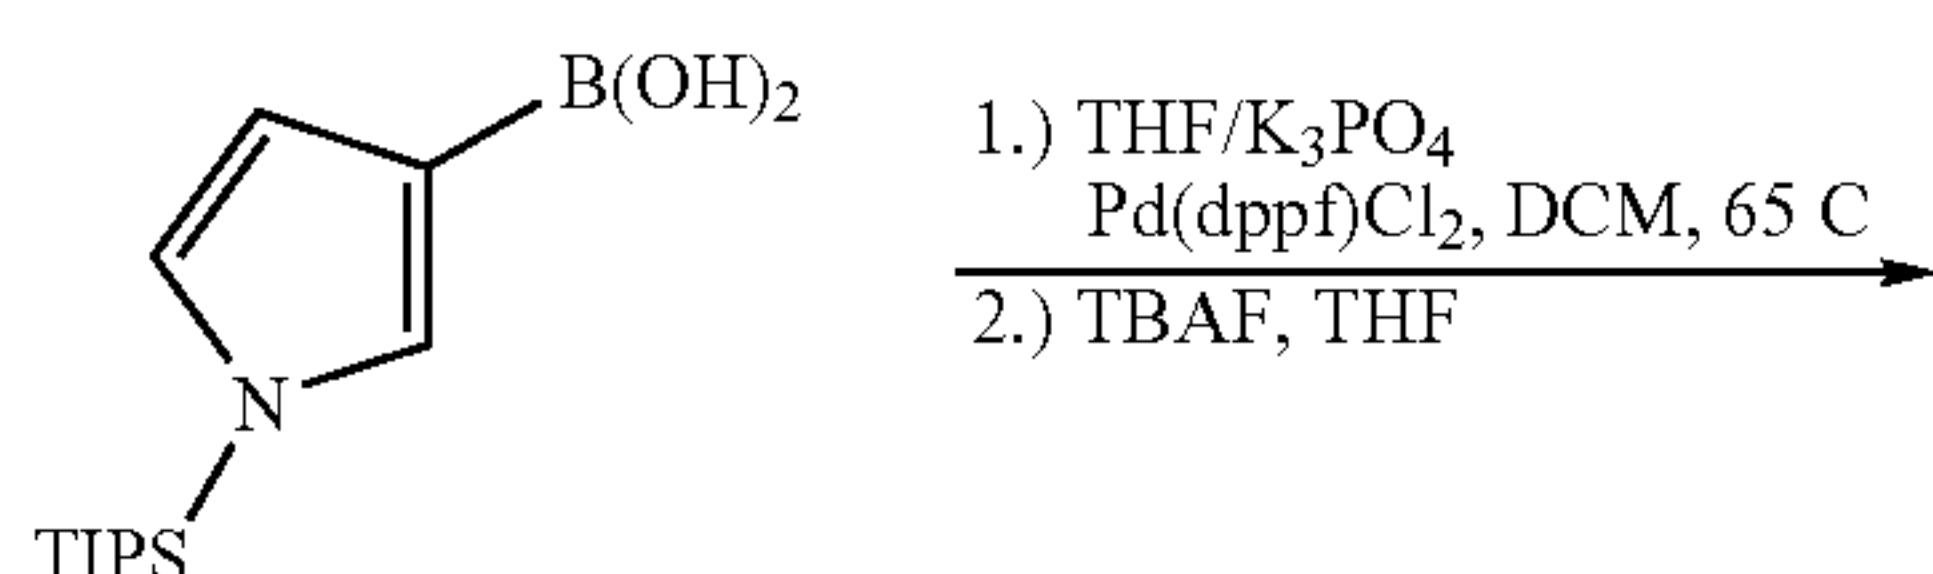 B(OH)₂
1.) THF/K₃PO₄
Pd(dppf)Cl₂, DCM, 65 C
2.) TBAF, THF
N
TIPS